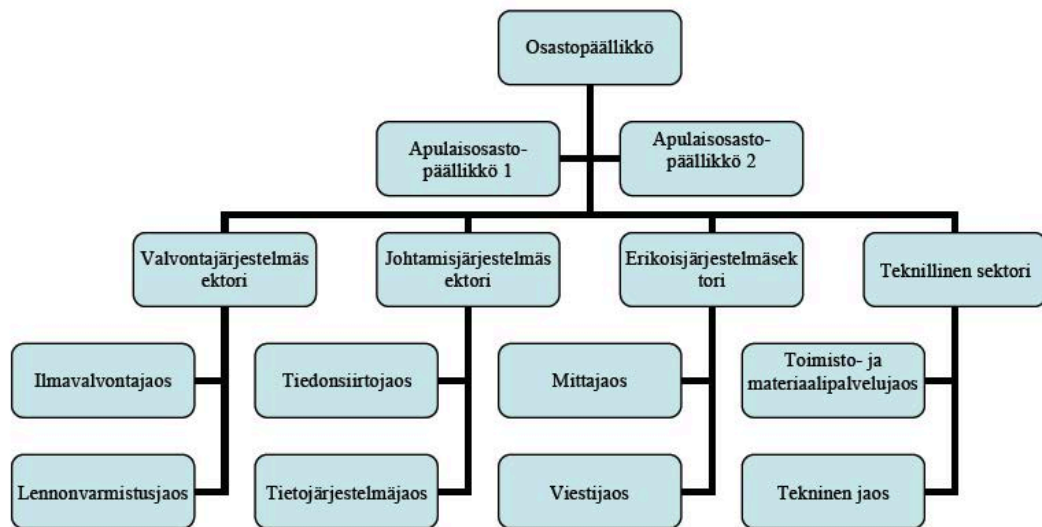 Osastopäällikkö
Apulaisosasto-
päällikkö 1
Apulaisosasto-
päällikkö 2
Valvontajärjestelmäs
ektori
Johtamisjärjestelmäs
ektori
Erikoisjärjestelmäsek
tori
Teknillinen sektori
Ilmavalvontajaos
Tiedonsiirtojaos
Mittajaos
Toimisto- ja
materiaalipalvelujaos
Lennonvarmistusjaos
Tietojärjestelmäjaos
Viestijaos
Tekninen jaos